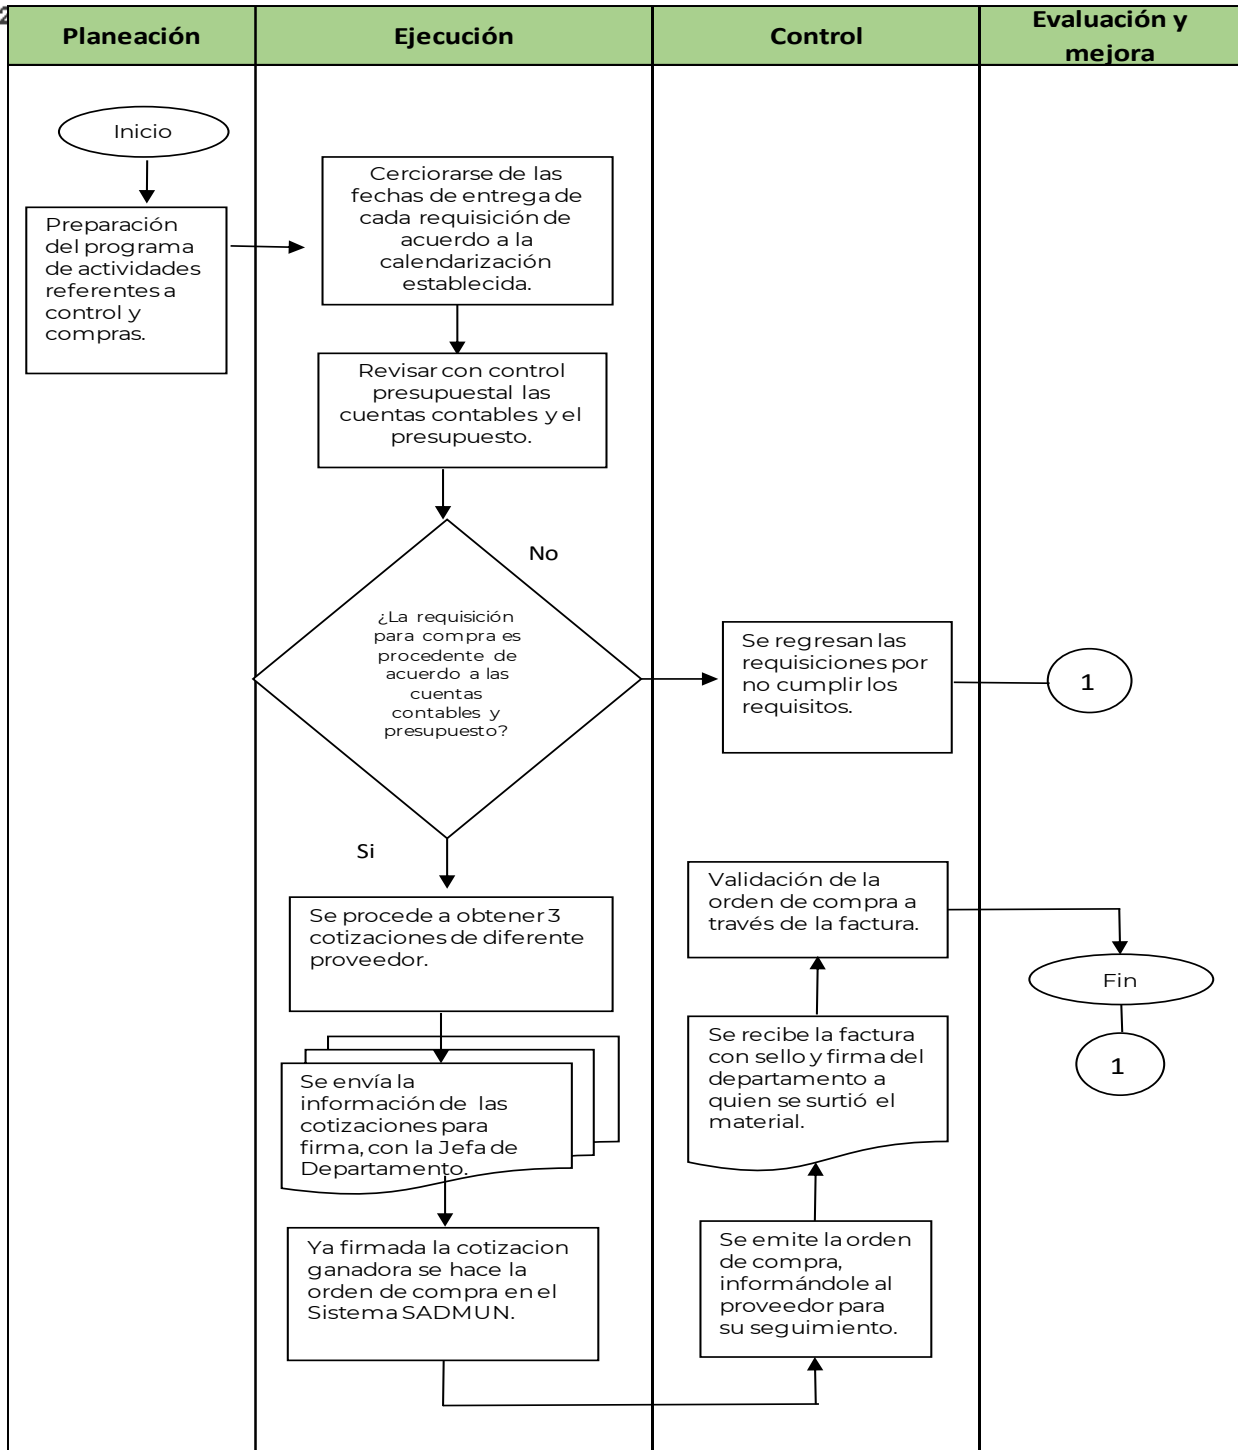 2
Planeación
Ejecución
Control
Evaluación y
mejora
Inicio
Preparación
del programa
de actividades
referentes a
control y
compras.
Cerciorarse de las
fechas de entrega de
cada requisición de
acuerdo a la
calendarización
establecida.
Revisar con control
presupuestal las
cuentas contables y el
presupuesto.
No
¿La requisición
para compra es
procedente de
acuerdo a las
cuentas
contables y
presupuesto?
Se regresan las
requisiciones por
no cumplir los
requisitos.
1
Si
Se procede a obtener 3
cotizaciones de diferente
proveedor.
Se envía la
información de las
cotizaciones para
firma, con la Jefa de
Departamento.
Ya firmada la cotizacion
ganadora se hace la
orden de compra en el
Sistema SADMUN.
Se emite la orden
de compra,
informándole al
proveedor para
su seguimiento.
Se recibe la factura
con sello y firma del
departamento a
quien se surtió el
material.
Validación de la
orden de compra a
través de la factura.
Fin
1